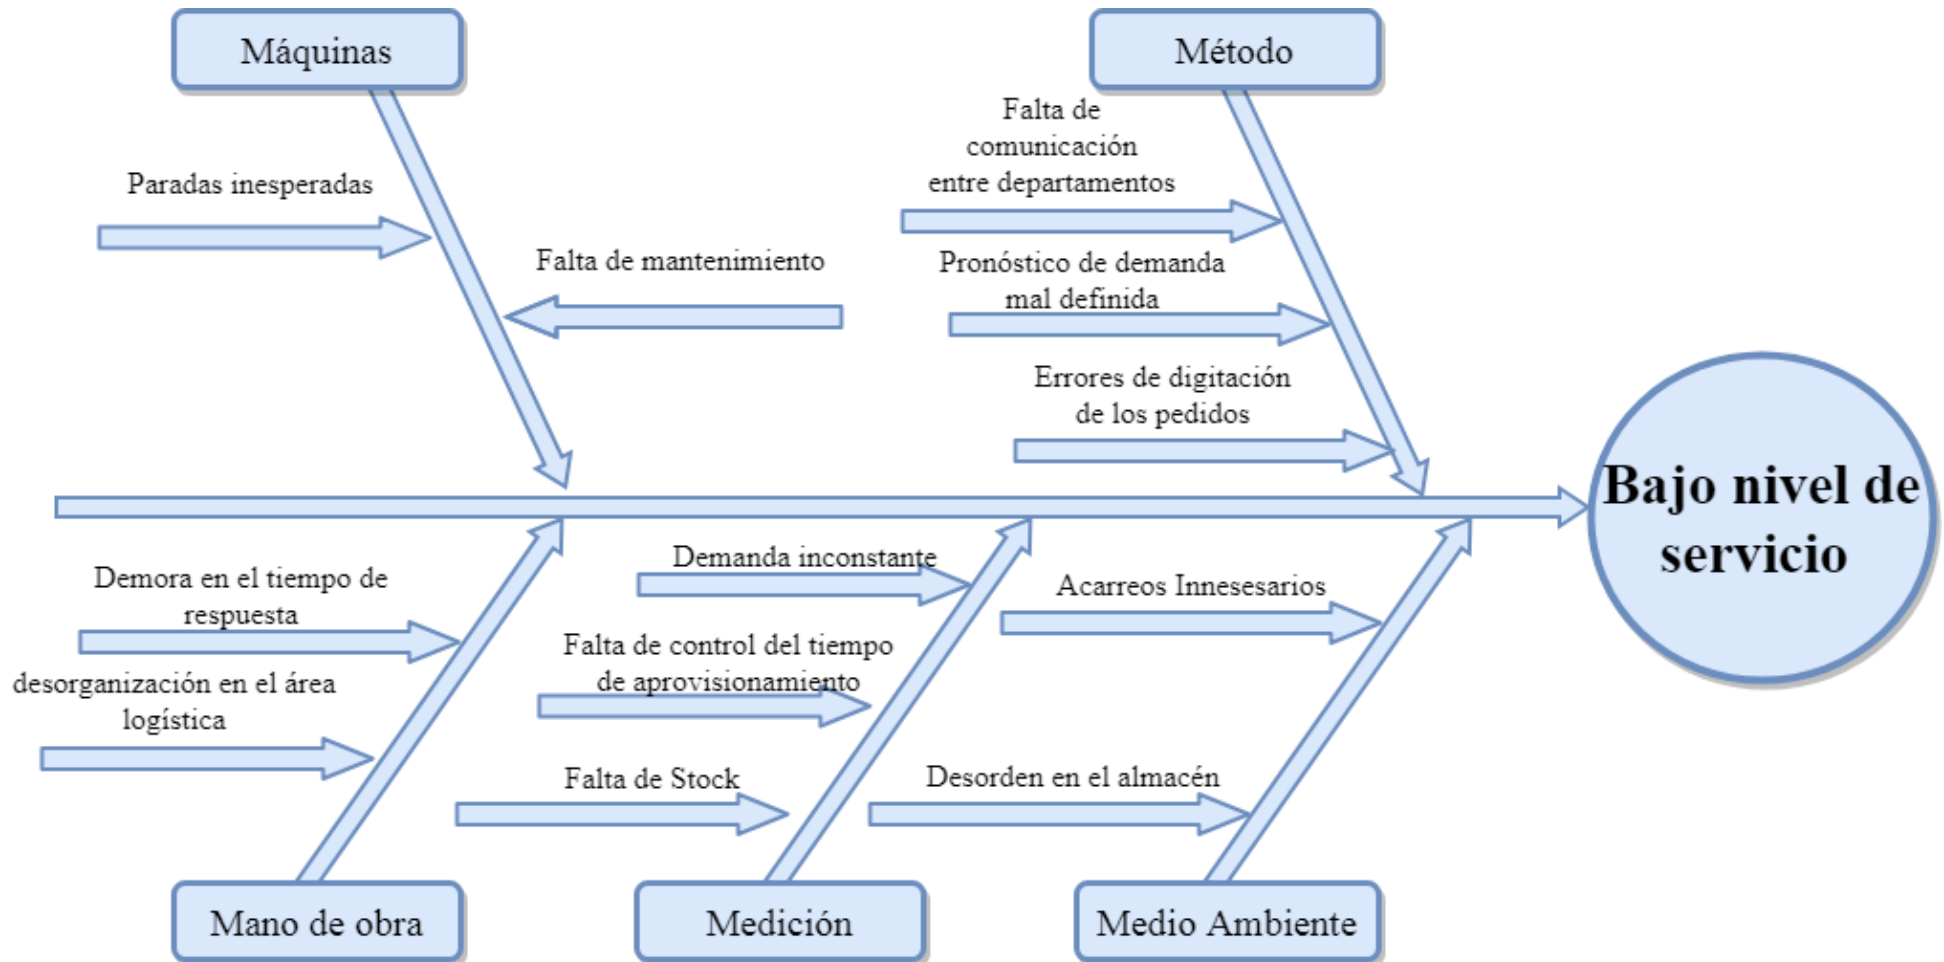 Máquinas
Método
Falta de
comunicación
entre departamentos
Paradas inesperadas
Falta de mantenimiento
Pronóstico de demanda
mal definida
Errores de digitación
de los pedidos
Bajo nivel de
servicio
Demora en el tiempo de
respuesta
desorganización en el área
logística
Demanda inconstante
Falta de control del tiempo
de aprovisionamiento
Falta de Stock
Acarreos Innesesarios
Desorden en el almacén
Mano de obra
Medición
Medio Ambiente